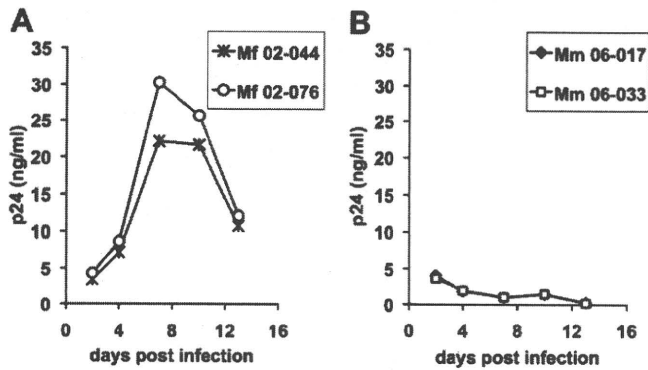 A
35
30
25
20
15
10
5
0
p24 (ng/ml)
Mf 02-044
Mf 02-076
0 4 8 12 16
days post infection
B
35
30
25
20
15
10
5
0
p24 (ng/ml)
Mm 06-017
Mm 06-033
0 4 8 12 16
days post infection